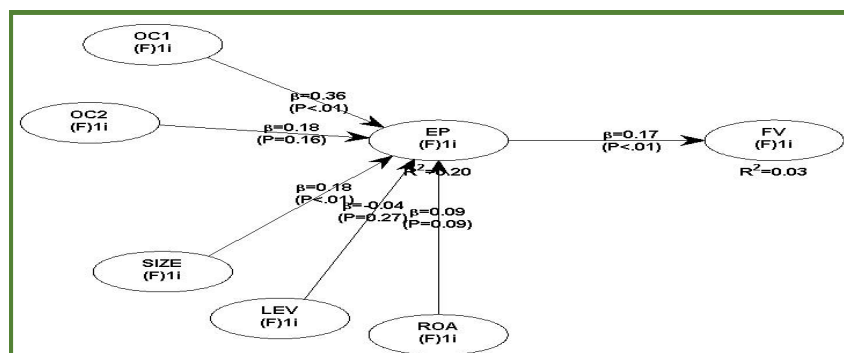 OC1
(F)1i
β=0.36
(P<.01)
OC2
(F)1i
β=0.18
(P=0.16)
EP
(F)1i
R²=0.20
β=0.17
(P<.01)
FV
(F)1i
R²=0.03
β=0.18
(P<.01)
β=-0.04
(P=0.27)
β=0.09
(P=0.09)
SIZE
(F)1i
LEV
(F)1i
ROA
(F)1i